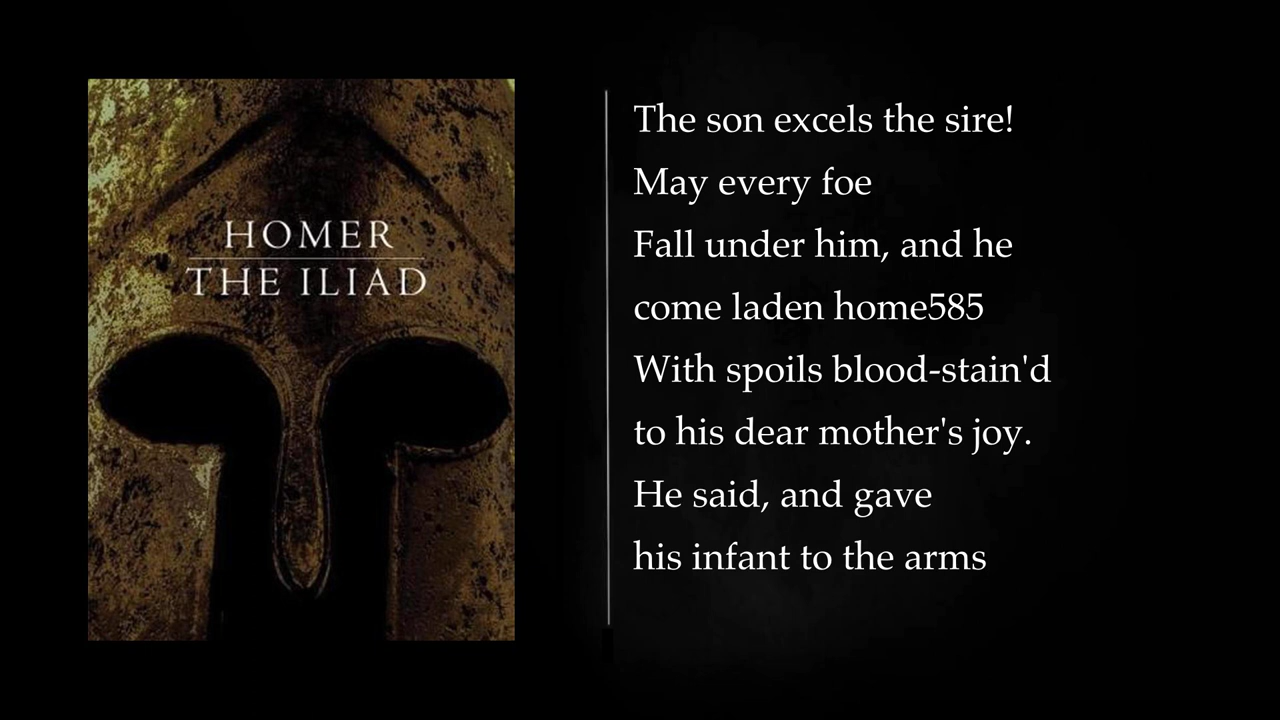 HOMER
THE ILIAD
The son excels the sire!
May every foe
Fall under him, and he
come laden home585
With spoils blood-stain'd
to his dear mother's joy.
He said, and gave
his infant to the arms